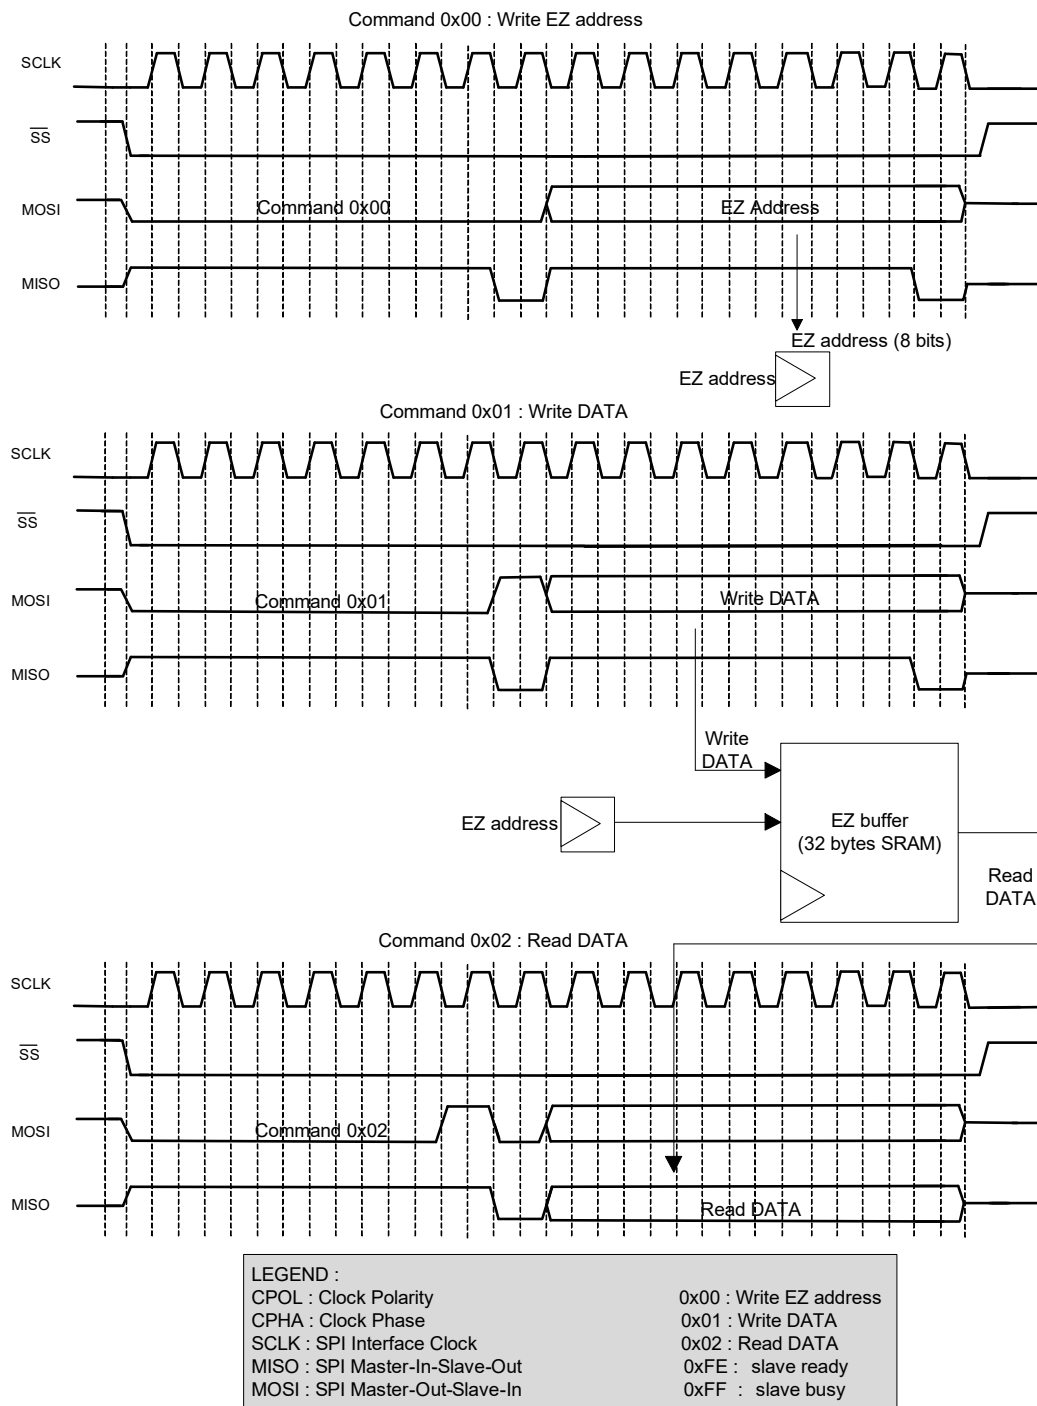 Command 0x00 : Write EZ address
SCLK
SS
MOSI
Command 0x00
EZ Address
MISO
EZ address (8 bits)
EZ address
Command 0x01 : Write DATA
SCLK
SS
MOSI
Command 0x01
Write DATA
MISO
Write
DATA
EZ address
EZ buffer
(32 bytes SRAM)
Read
DATA
Command 0x02 : Read DATA
SCLK
SS
MOSI
Command 0x02
MISO
Read DATA
LEGEND :
CPOL : Clock Polarity
CPHA : Clock Phase
SCLK : SPI Interface Clock
MISO : SPI Master-In-Slave-Out
MOSI : SPI Master-Out-Slave-In
0x00 : Write EZ address
0x01 : Write DATA
0x02 : Read DATA
0xFE : slave ready
0xFF : slave busy